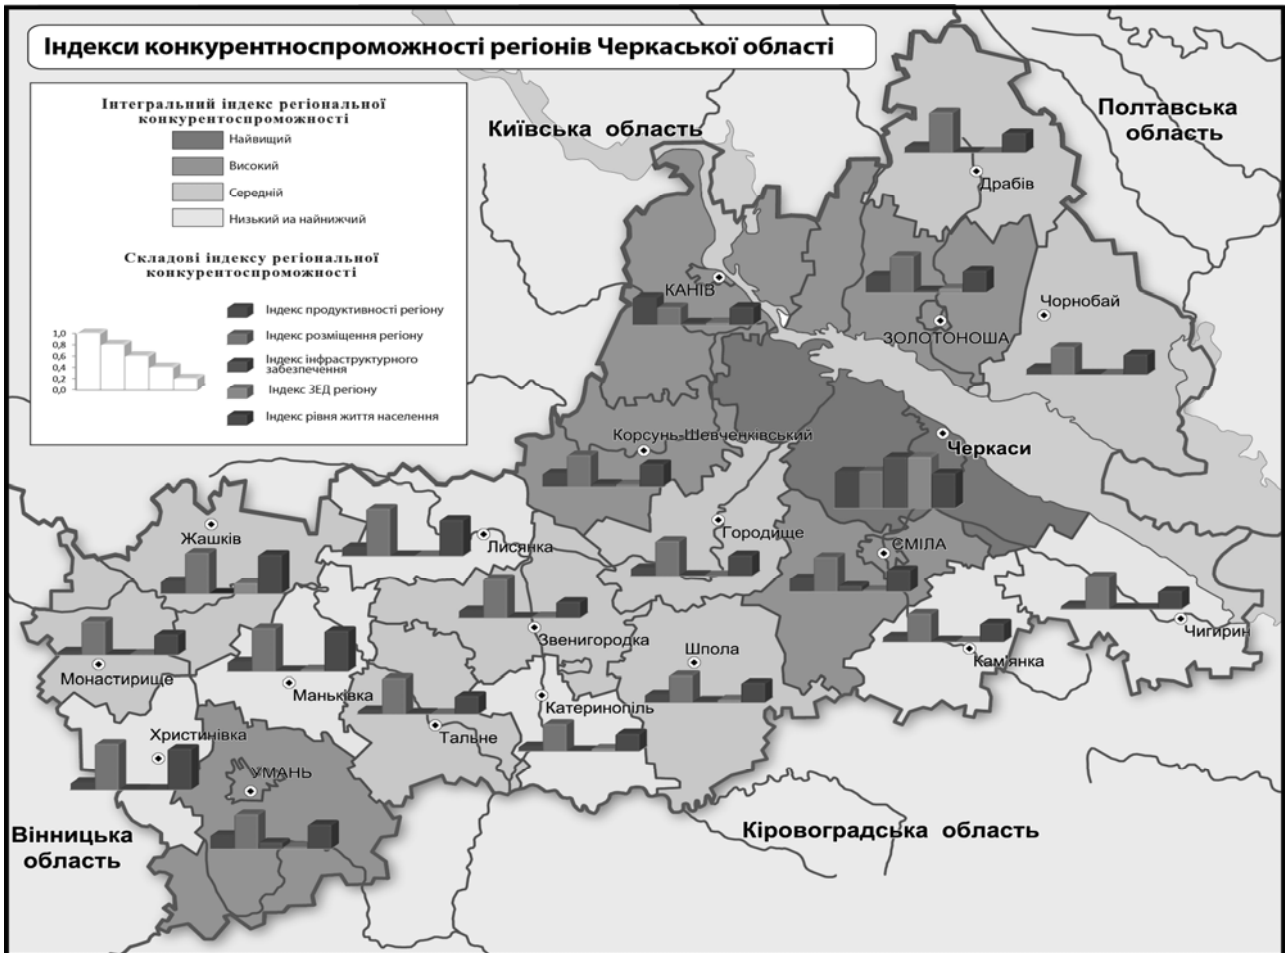 Індекси конкурентноспроможності регіонів Черкаської області
Інтегральний індекс регіональної
конкурентоспроможності
Найвищий
Високий
Середній
Низький иа найнижчий
Складові індексу регіональної
конкурентоспроможності
Індекс продуктивності регіону
Індекс розміщення регіону
Індекс інфраструктурного
забезпечення
Індекс ЗЕД регіону
Індекс рівня життя населення
1,0
0,8
0,6
0,4
0,2
0,0
Київська область
Полтавська
область
Драбів
КАНІВ
Чорнобай
ЗОЛОТОНОША
Корсунь-Шевченківський
Черкаси
Жашків
Лисянка
Городище
СМІЛА
Звенигородка
Чигирин
Монастирище
Шпола
Кам'янка
Маньківка
Катеринопіль
Христинівка
Тальне
УМАНЬ
Вінницька
область
Кіровоградська область